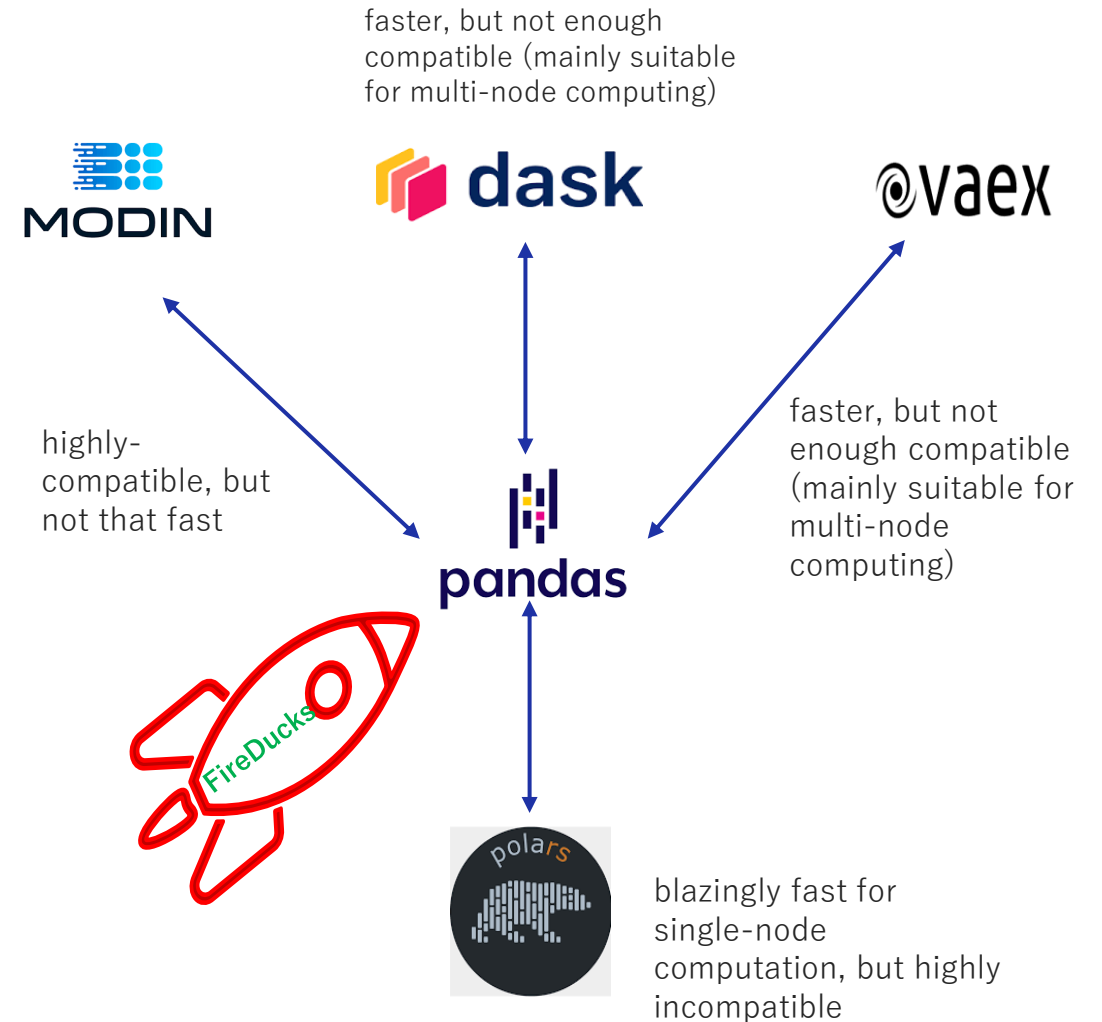 faster, but not enough
compatible (mainly suitable
for multi-node computing)
MODIN
dask
vaex
highly-
compatible, but
not that fast
faster, but not
enough compatible
(mainly suitable for
multi-node
computing)
pandas
FireDucks
polars
blazingly fast for
single-node
computation, but highly
incompatible